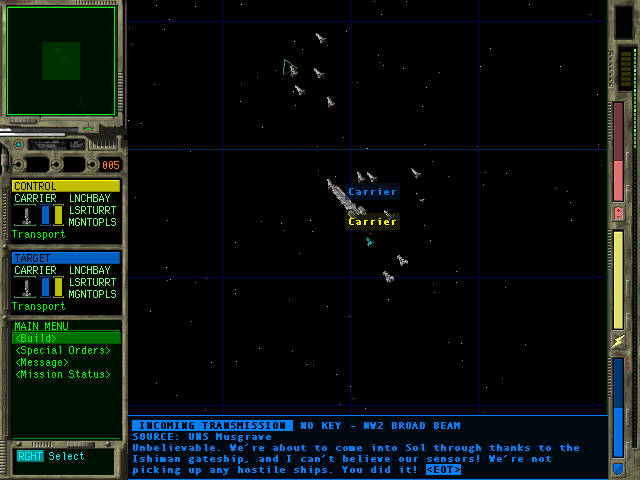 005
CONTROL
CARRIER LNCHBAY
LSRTURRT
MGNTOPLS
Transport
TARGET
CARRIER LNCHBAY
LSRTURRT
MGNTOPLS
Transport
MAIN MENU
<Build>
<Special Orders>
<Message>
<Mission Status>
RGHT Select
Carrier
Carrier
INCOMING TRANSMISSION NO KEY - NW2 BROAD BEAM
SOURCE: UNS Musgrave
Unbelievable. We're about to come into Sol through thanks to the
Ishiman gateship, and I can't believe our sensors! We're not
picking up any hostile ships. You did it! <EOT>